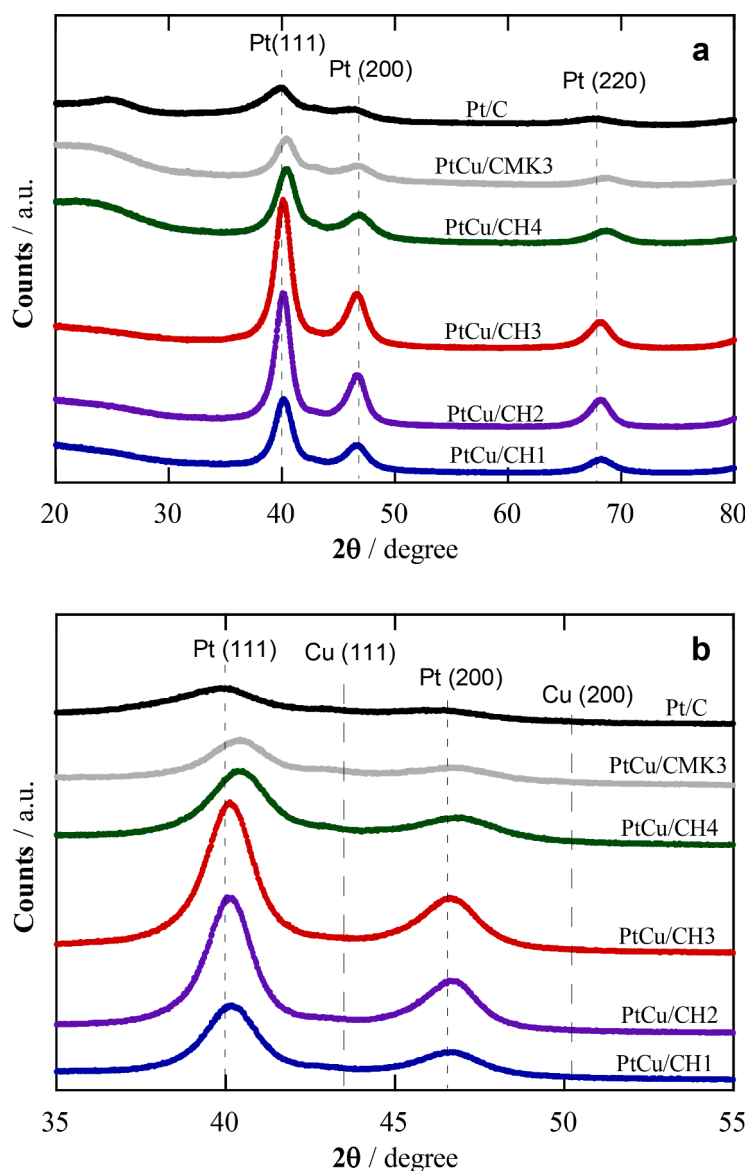 Pt(111)
a
Pt (200)
Pt (220)
Pt/C
PtCu/CMK3
PtCu/CH4
PtCu/CH3
PtCu/CH2
PtCu/CH1
Counts / a.u.
20 30 40 50 60 70 80
2θ / degree
b
Pt (111)
Cu (111)
Pt (200)
Cu (200)
Pt/C
PtCu/CMK3
PtCu/CH4
PtCu/CH3
PtCu/CH2
PtCu/CH1
Counts / a.u.
35 40 45 50 55
2θ / degree